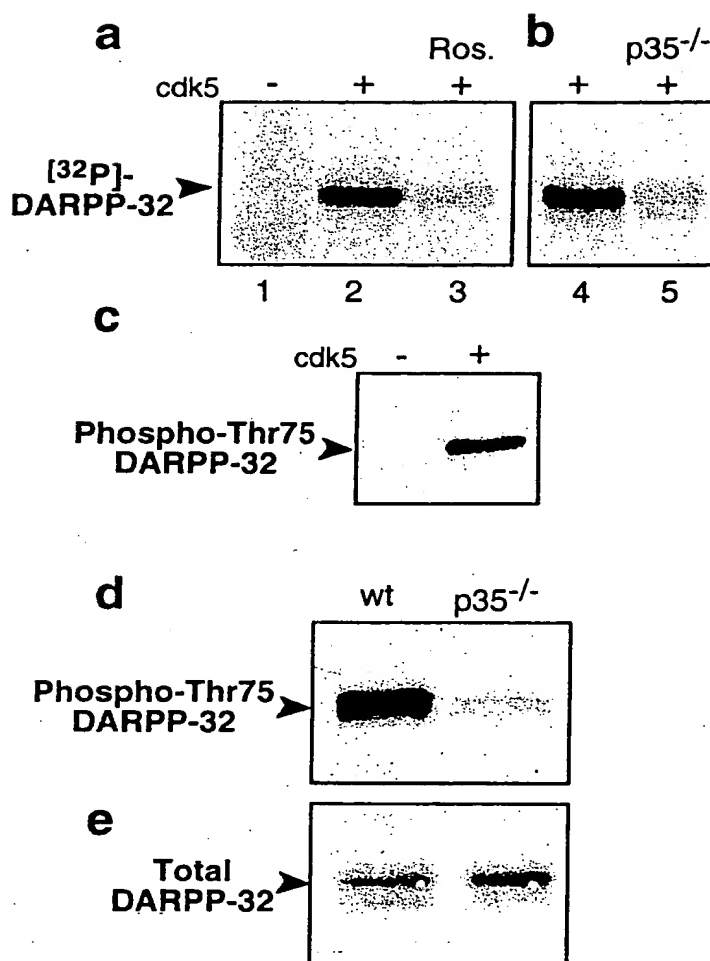 a
Ros.
b
p35-/-
cdk5 - + + + +
[32P]-
DARPP-32
1 2 3 4 5
c
cdk5 - +
Phospho-Thr75
DARPP-32
d
wt p35-/-
Phospho-Thr75
DARPP-32
e
Total
DARPP-32